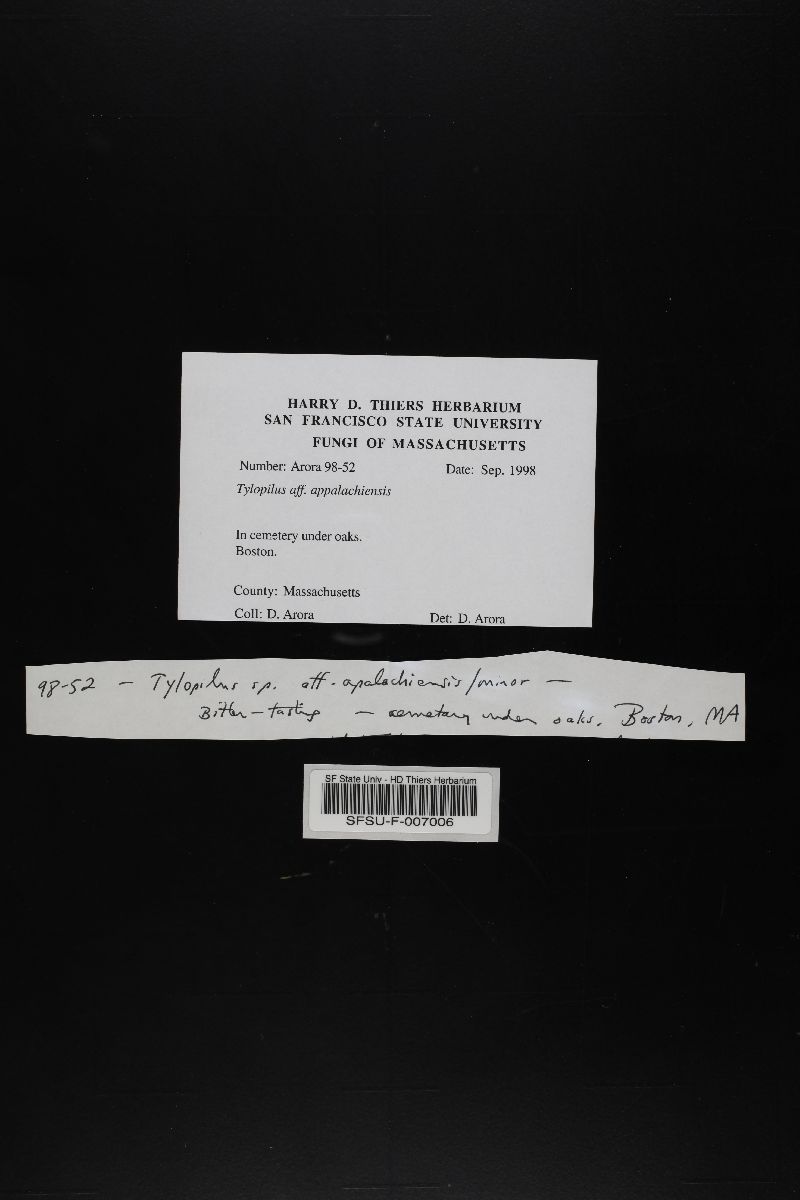 HARRY D. THIERS HERBARIUM
SAN FRANCISCO STATE UNIVERSITY
FUNGI OF MASSACHUSETTS
Number: Arora 98-52 Date: Sep. 1998
Tylopilus aff. appalachiensis
In cemetery under oaks.
Boston.
County: Massachusetts
Coll: D. Arora Det: D. Arora
98-52 – Tylopilus sp. aff. apalachiensis/minor –
Bitter-tasting – cemetary under oaks. Boston, MA
SF State Univ - HD Thiers Herbarium
SFSU-F-007006